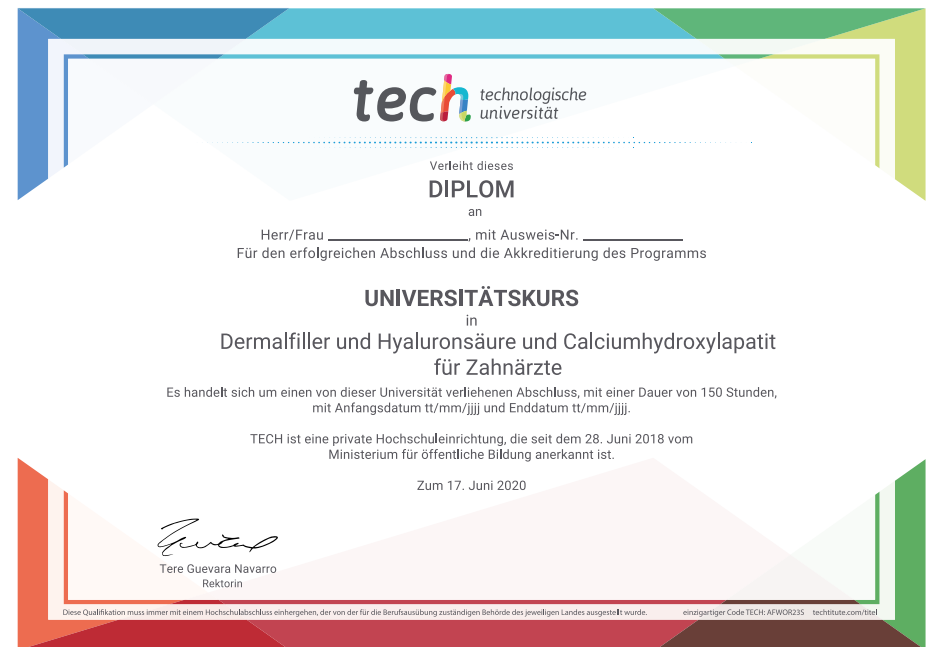 tech technologische
universität
Verleiht dieses
DIPLOM
an
Herr/Frau ____________, mit Ausweis-Nr. ____________
Für den erfolgreichen Abschluss und die Akkreditierung des Programms
UNIVERSITÄTSKURS
in
Dermalfiller und Hyaluronsäure und Calciumhydroxylapatit
für Zahnärzte
Es handelt sich um einen von dieser Universität verliehenen Abschluss, mit einer Dauer von 150 Stunden,
mit Anfangsdatum tt/mm/jjjj und Enddatum tt/mm/jjjj.
TECH ist eine private Hochschuleinrichtung, die seit dem 28. Juni 2018 vom
Ministerium für öffentliche Bildung anerkannt ist.
Zum 17. Juni 2020
Tere Guevara Navarro
Rektorin
Diese Qualifikation muss immer mit einem Hochschulabschluss einhergehen, der von der für die Berufsausübung zuständigen Behörde des jeweiligen Landes ausgestellt wurde. einzigartiger Code TECH: AFWOR23S techtitute.com/titel